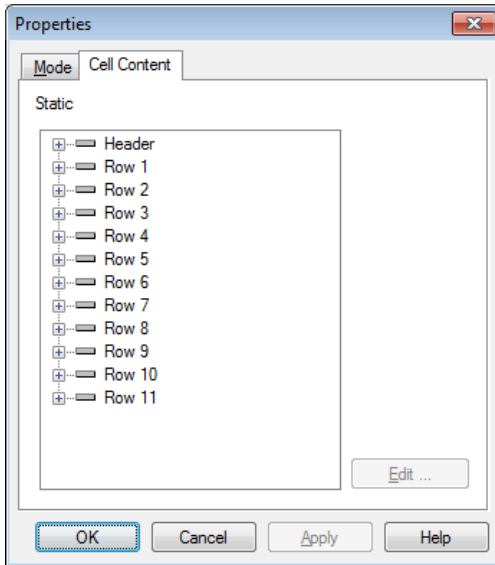 Properties
Mode Cell Content
Static
Header
Row 1
Row 2
Row 3
Row 4
Row 5
Row 6
Row 7
Row 8
Row 9
Row 10
Row 11
Edit ...
OK Cancel Apply Help